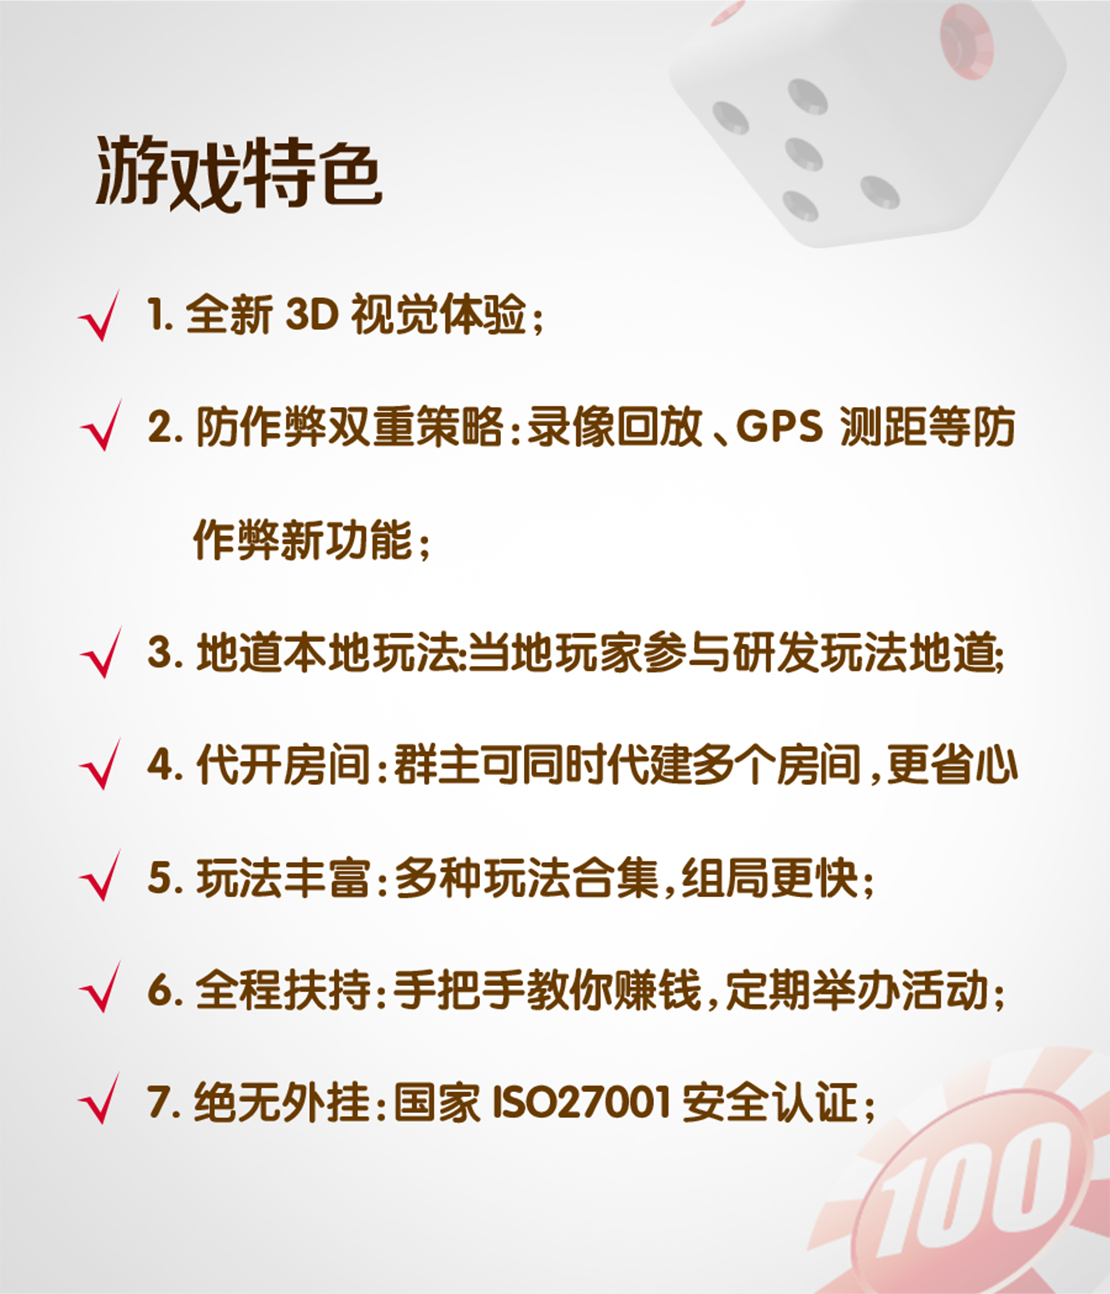 游戏特色
1. 全新 3D 视觉体验；
2. 防作弊双重策略：录像回放、GPS 测距等防
作弊新功能；
3. 地道本地玩法:当地玩家参与研发玩法地道;
4. 代开房间：群主可同时代建多个房间，更省心
5. 玩法丰富：多种玩法合集，组局更快；
6. 全程扶持：手把手教你赚钱，定期举办活动；
7. 绝无外挂：国家 ISO27001 安全认证；
100